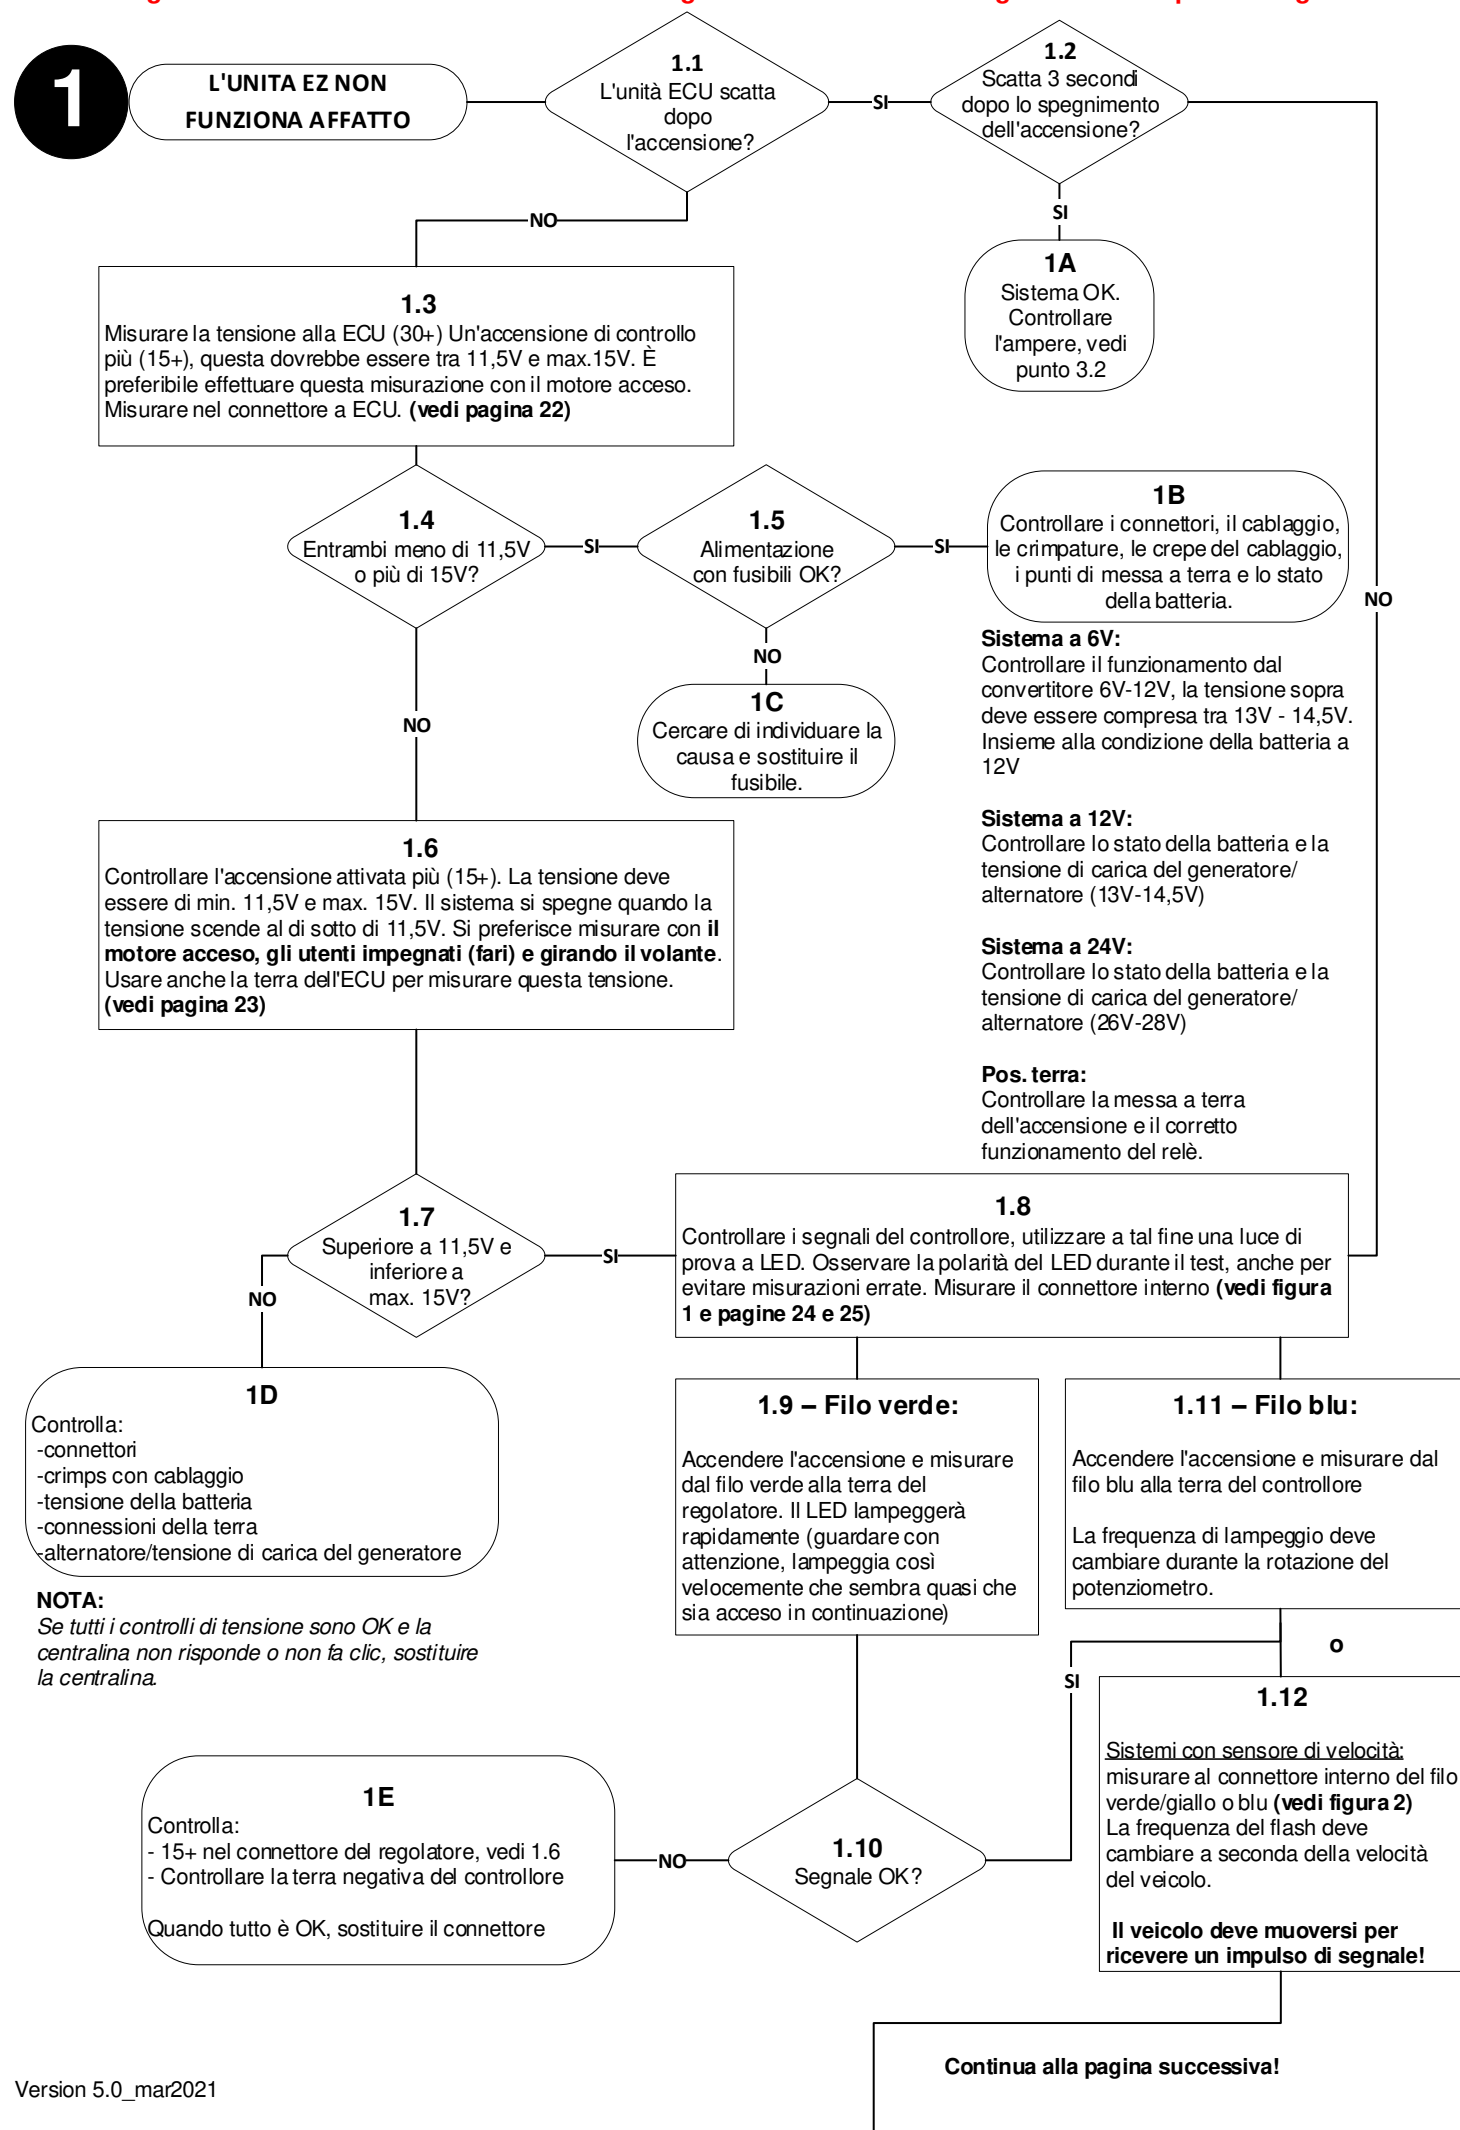 1
L'UNITA EZ NON
FUNZIONA AFFATTO
1.1
L'unità ECU scatta
dopo
l'accensione?
SI
1.2
Scatta 3 secondi
dopo lo spegnimento
dell'accensione?
NO
SI
1A
Sistema OK.
Controllare
l'ampere, vedi
punto 3.2
1.3
Misurare la tensione alla ECU (30+) Un'accensione di controllo
più (15+), questa dovrebbe essere tra 11,5V e max.15V. È
preferibile effettuare questa misurazione con il motore acceso.
Misurare nel connettore a ECU. (vedi pagina 22)
1.4
Entrambi meno di 11,5V
o più di 15V?
SI
1.5
Alimentazione
con fusibili OK?
SI
1B
Controllare i connettori, il cablaggio,
le crimpature, le crepe del cablaggio,
i punti di messa a terra e lo stato
della batteria.
NO
NO
1C
Cercare di individuare la
causa e sostituire il
fusibile.
NO
Sistema a 6V:
Controllare il funzionamento dal
convertitore 6V-12V, la tensione sopra
deve essere compresa tra 13V - 14,5V.
Insieme alla condizione della batteria a
12V
Sistema a 12V:
Controllare lo stato della batteria e la
tensione di carica del generatore/
alternatore (13V-14,5V)
Sistema a 24V:
Controllare lo stato della batteria e la
tensione di carica del generatore/
alternatore (26V-28V)
Pos. terra:
Controllare la messa a terra
dell'accensione e il corretto
funzionamento del relè.
1.6
Controllare l'accensione attivata più (15+). La tensione deve
essere di min. 11,5V e max. 15V. Il sistema si spegne quando la
tensione scende al di sotto di 11,5V. Si preferisce misurare con il
motore acceso, gli utenti impegnati (fari) e girando il volante.
Usare anche la terra dell'ECU per misurare questa tensione.
(vedi pagina 23)
1.7
Superiore a 11,5V e
inferiore a
max. 15V?
SI
NO
1.8
Controllare i segnali del controllore, utilizzare a tal fine una luce di
prova a LED. Osservare la polarità del LED durante il test, anche per
evitare misurazioni errate. Misurare il connettore interno (vedi figura
1 e pagine 24 e 25)
1D
Controlla:
-connettori
-crimps con cablaggio
-tensione della batteria
-connessioni della terra
-alternatore/tensione di carica del generatore
NOTA:
Se tutti i controlli di tensione sono OK e la
centralina non risponde o non fa clic, sostituire
la centralina.
1.9 – Filo verde:
Accendere l'accensione e misurare
dal filo verde alla terra del
regolatore. Il LED lampeggerà
rapidamente (guardare con
attenzione, lampeggia così
velocemente che sembra quasi che
sia acceso in continuazione)
1.11 – Filo blu:
Accendere l'accensione e misurare dal
filo blu alla terra del controllore
La frequenza di lampeggio deve
cambiare durante la rotazione del
potenziometro.
o
SI
1.12
Sistemi con sensore di velocità:
misurare al connettore interno del filo
verde/giallo o blu (vedi figura 2)
La frequenza del flash deve
cambiare a seconda della velocità
del veicolo.
Il veicolo deve muoversi per
ricevere un impulso di segnale!
1E
Controlla:
- 15+ nel connettore del regolatore, vedi 1.6
- Controllare la terra negativa del controllore
Quando tutto è OK, sostituire il connettore
NO
1.10
Segnale OK?
Continua alla pagina successiva!
Version 5.0_mar2021